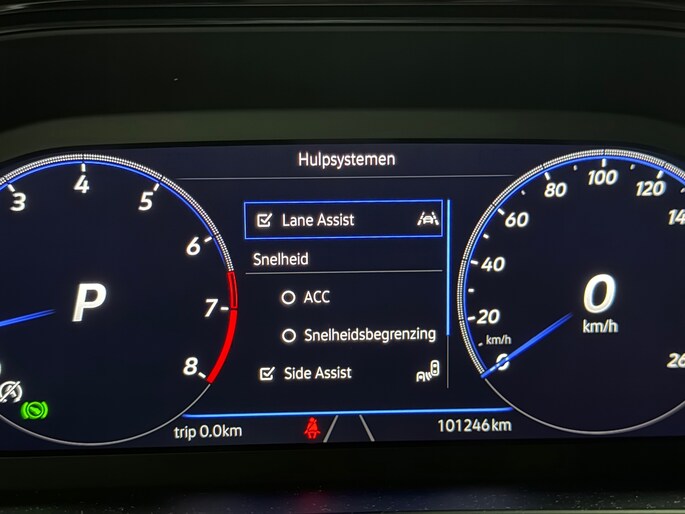 Hulpsystemen
3
4
5
6
7
8
P
Lane Assist
Snelheid
ACC
Snelheidsbegrenzing
Side Assist
A
0
20
40
60
80
100
120
km/h
0
km/h
trip 0.0km
101246km